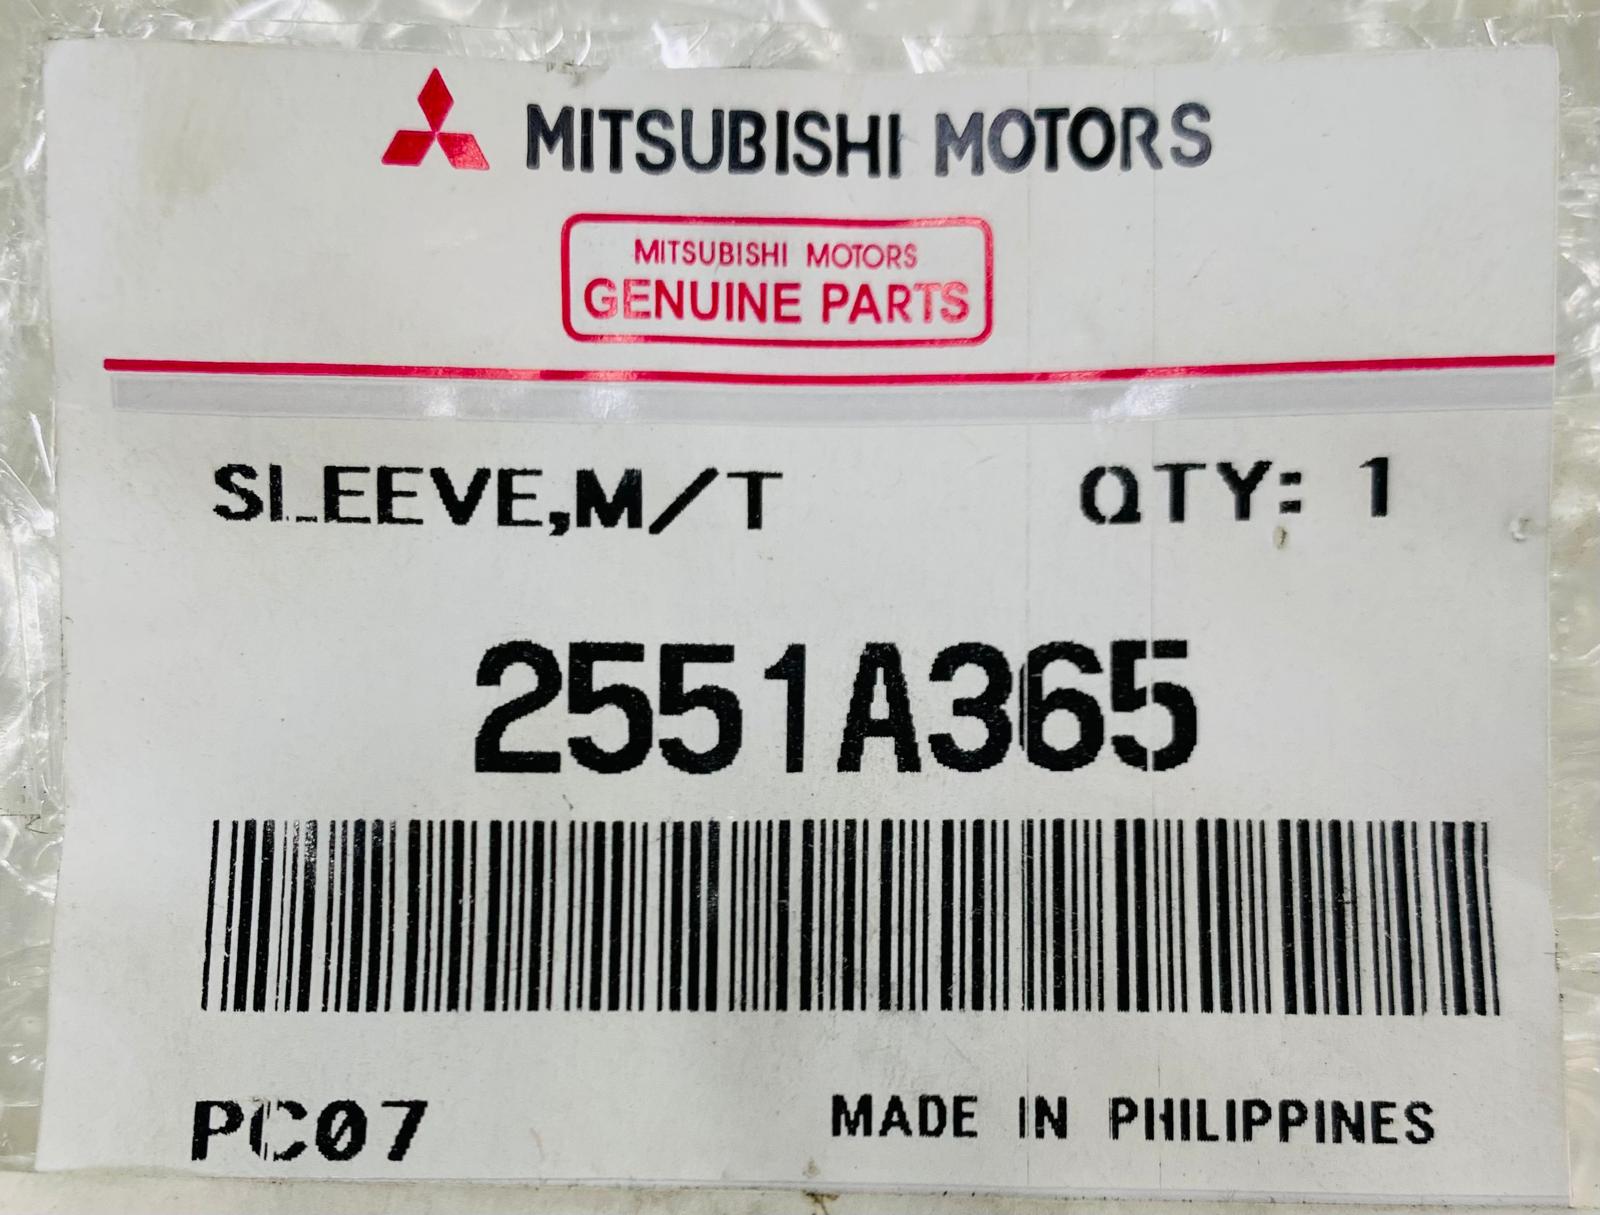 MITSUBISHI MOTORS
MITSUBISHI MOTORS
GENUINE PARTS
SLEEVE,M/T QTY: 1
2551A365
PC07 MADE IN PHILIPPINES